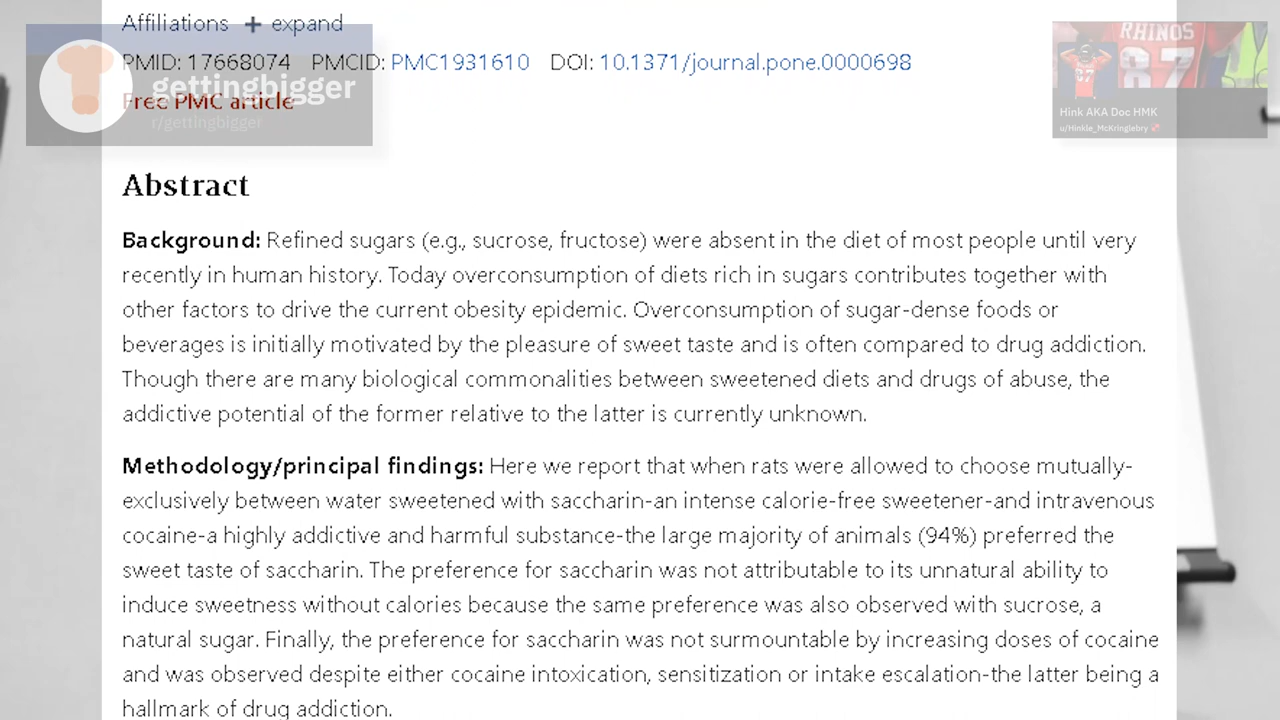 Affiliations + expand
PMID: 17668074 PMCID: PMC1931610 DOI: 10.1371/journal.pone.0000698
Free PMC article
gettingbigger
r/gettingbigger
RHINOS
87
87
Hink AKA Doc HMK
u/Hinkle_McKringlebry
Abstract
Background: Refined sugars (e.g., sucrose, fructose) were absent in the diet of most people until very
recently in human history. Today overconsumption of diets rich in sugars contributes together with
other factors to drive the current obesity epidemic. Overconsumption of sugar-dense foods or
beverages is initially motivated by the pleasure of sweet taste and is often compared to drug addiction.
Though there are many biological commonalities between sweetened diets and drugs of abuse, the
addictive potential of the former relative to the latter is currently unknown.
Methodology/principal findings: Here we report that when rats were allowed to choose mutually-
exclusively between water sweetened with saccharin-an intense calorie-free sweetener-and intravenous
cocaine-a highly addictive and harmful substance-the large majority of animals (94%) preferred the
sweet taste of saccharin. The preference for saccharin was not attributable to its unnatural ability to
induce sweetness without calories because the same preference was also observed with sucrose, a
natural sugar. Finally, the preference for saccharin was not surmountable by increasing doses of cocaine
and was observed despite either cocaine intoxication, sensitization or intake escalation-the latter being a
hallmark of drug addiction.